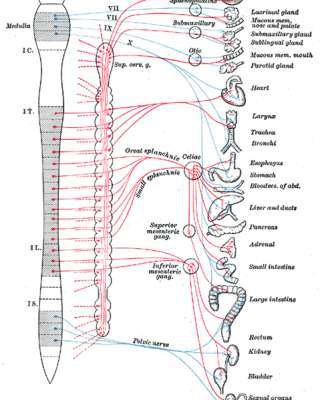 VII
Lacrimal gland
Mucous mem.
nose and palate
Medulla
VII
Submaxillary
Submaxillary gland
IX
Sublingual gland
X
Mucous mem. mouth
I C.
Otic
Parotid gland
Sup. cerv. g.
Heart
I T.
Larynx
Trachea
Bronchi
Great splanchnic
Celiac
Esophagus
Stomach
Small splanchnic
Bloodves. of abd.
Liver and ducts
Superior
mesenteric
gang.
Pancreas
Adrenal
I L.
Inferior
mesenteric
gang.
Small intestine
Large intestine
I S.
Pelvic nerve
Rectum
Kidney
Bladder
Sexual organs